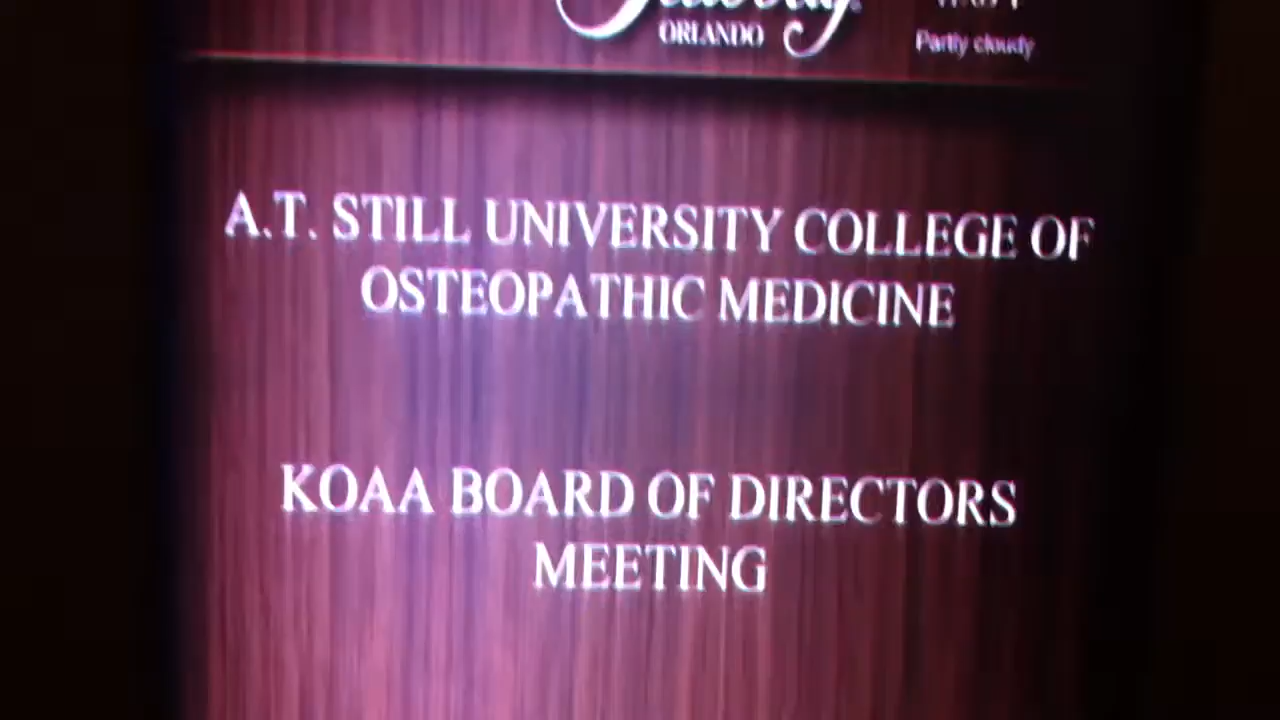 ORLANDO
Partly cloudy
A.T. STILL UNIVERSITY COLLEGE OF
OSTEOPATHIC MEDICINE
KOAA BOARD OF DIRECTORS
MEETING